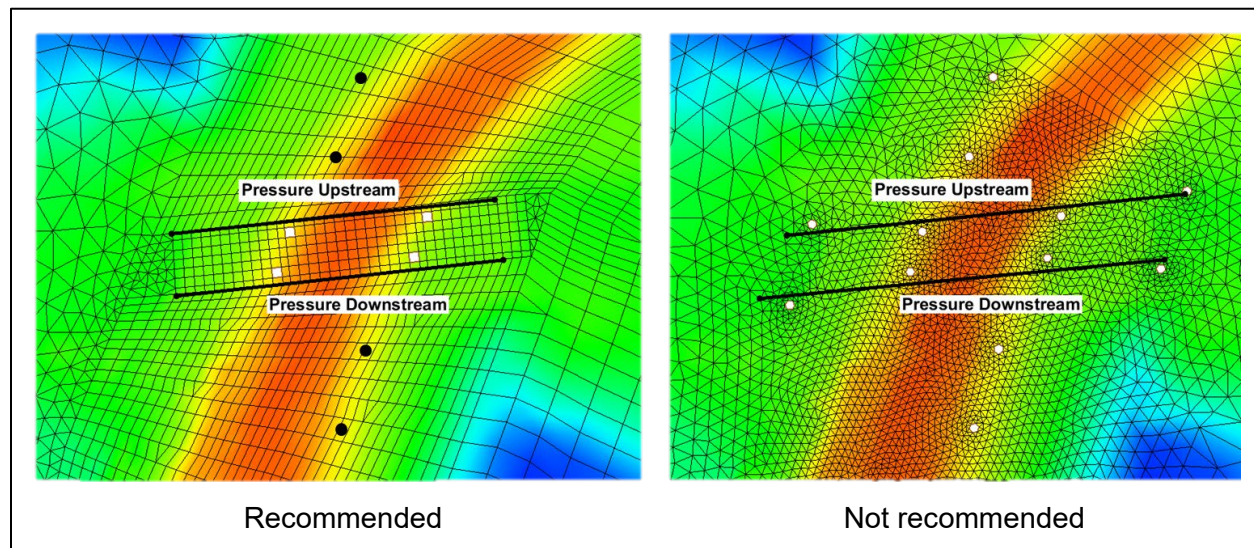 Pressure Upstream
Pressure Downstream
Pressure Upstream
Pressure Downstream
Recommended
Not recommended